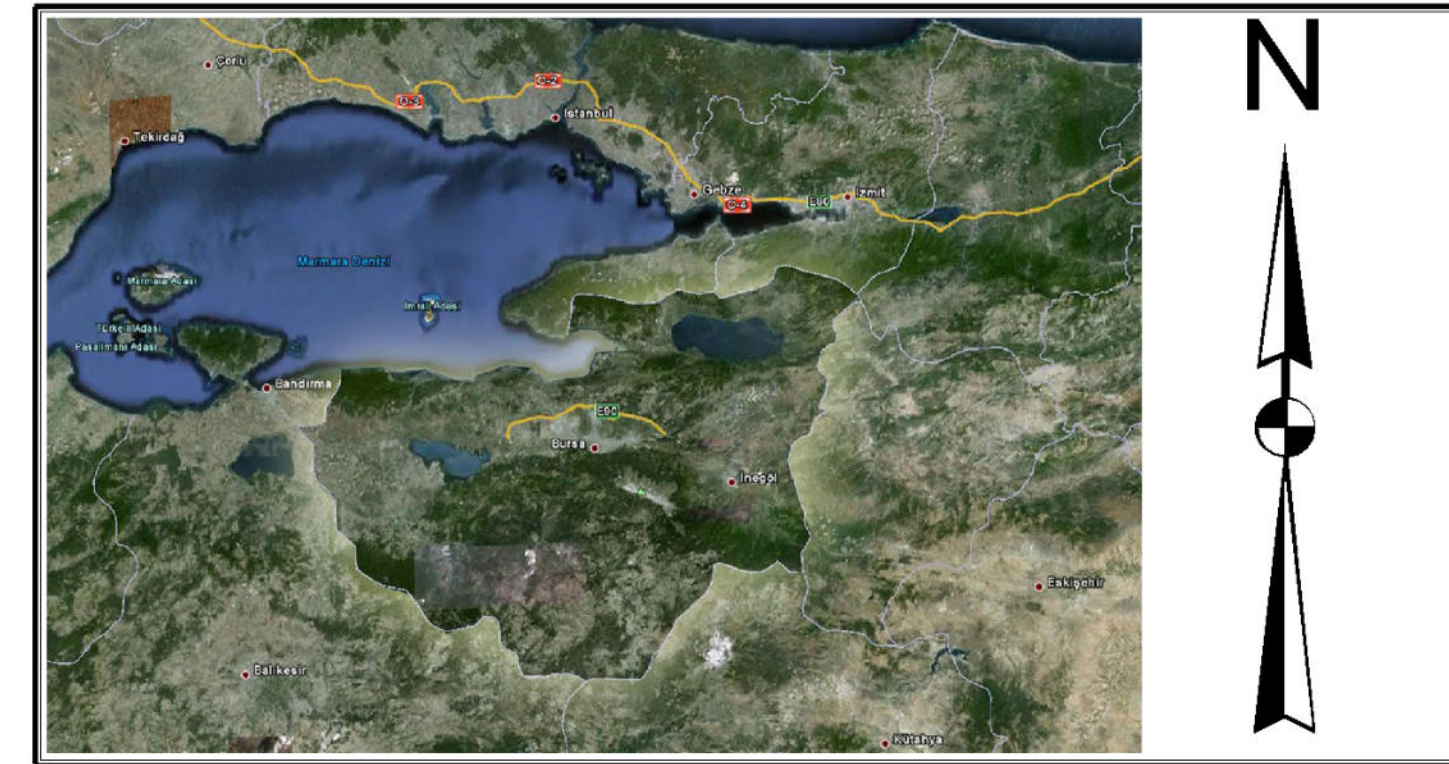 N
Çorlu
O-2
O-3
İstanbul
Tekirdağ
Gebze
İzmit
E80
O-4
Marmara Denizi
Marmara Adası
İmralı Adası
Türkeli Adası
Paşalimanı Adası
Bandırma
E90
Bursa
İnegöl
Eskişehir
Balıkesir
Kütahya